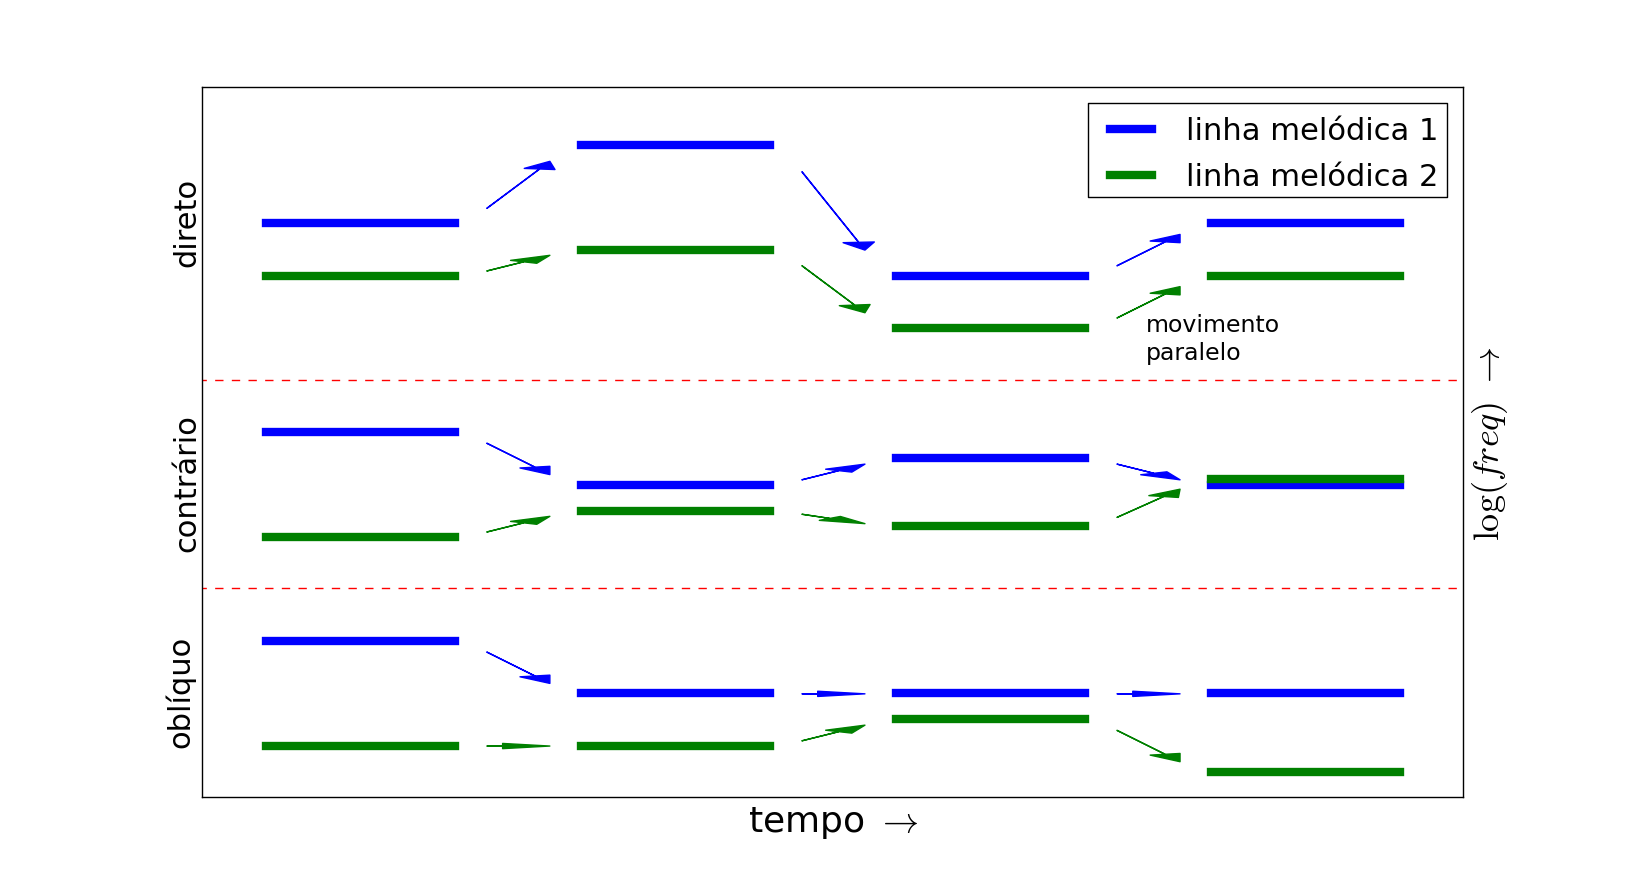 linha melódica 1
linha melódica 2
direto
movimento
paralelo
contrário
log(freq) →
oblíquo
tempo →